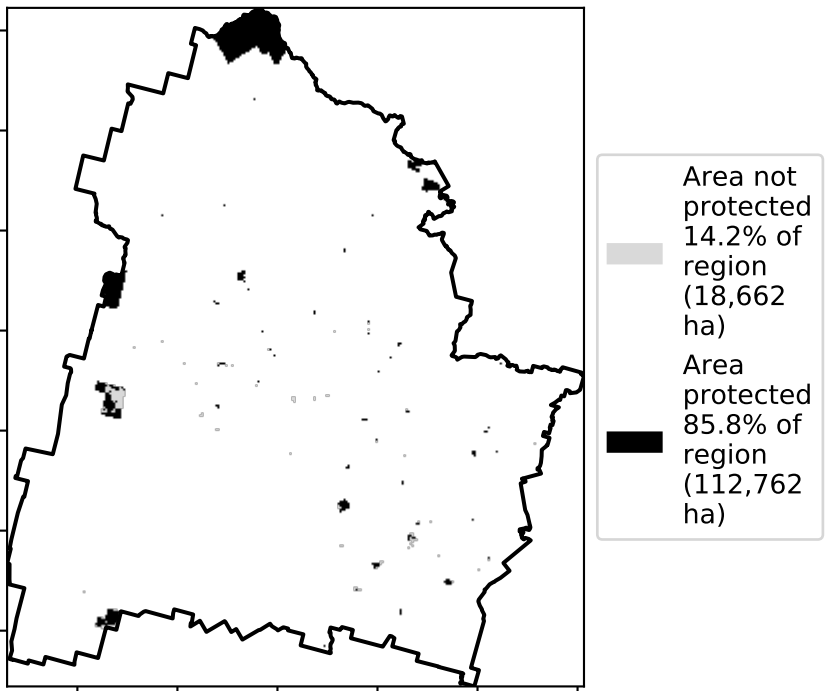 Area not
protected
14.2% of
region
(18,662
ha)
Area
protected
85.8% of
region
(112,762
ha)